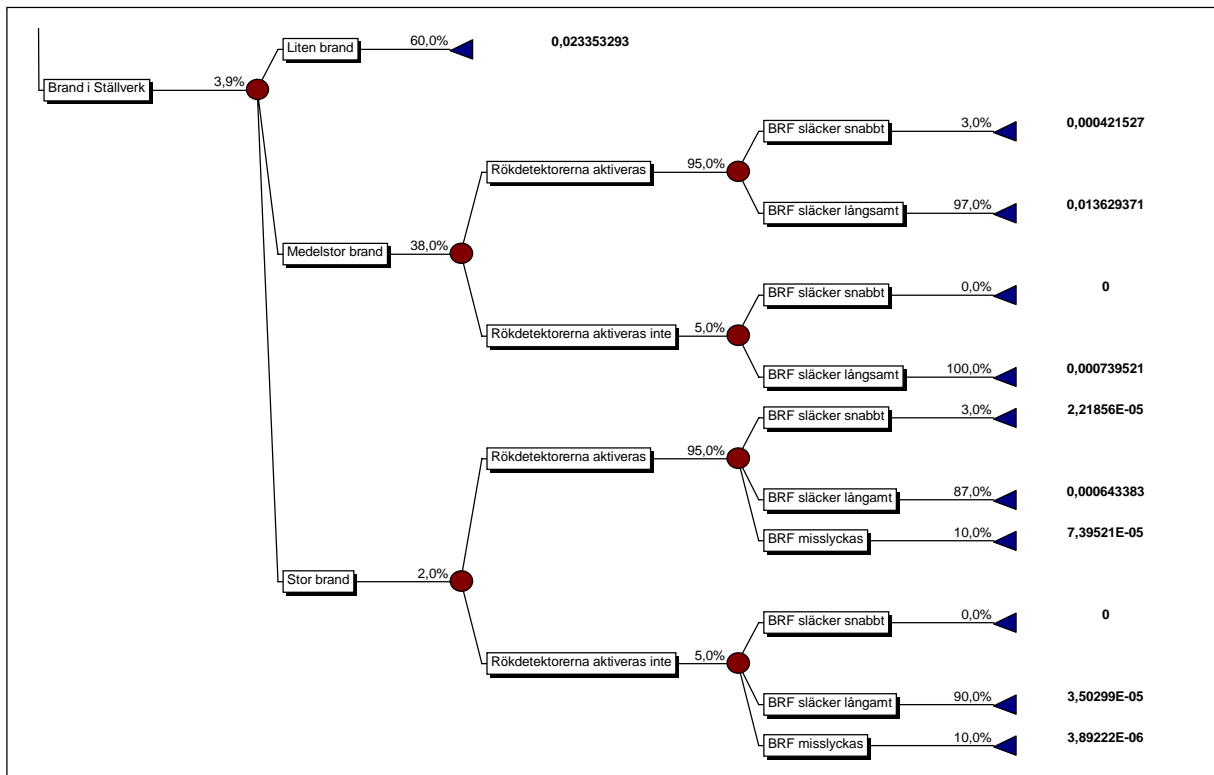 Liten brand 60,0% 0,023353293
Brand i Ställverk 3,9%
BRF släcker snabbt 3,0% 0,000421527
Rökdetektorerna aktiveras 95,0%
BRF släcker långsamt 97,0% 0,013629371
Medelstor brand 38,0%
BRF släcker snabbt 0,0% 0
Rökdetektorerna aktiveras inte 5,0%
BRF släcker långsamt 100,0% 0,000739521
BRF släcker snabbt 3,0% 2,21856E-05
Rökdetektorerna aktiveras 95,0%
BRF släcker långamt 87,0% 0,000643383
BRF misslyckas 10,0% 7,39521E-05
Stor brand 2,0%
BRF släcker snabbt 0,0% 0
Rökdetektorerna aktiveras inte 5,0%
BRF släcker långamt 90,0% 3,50299E-05
BRF misslyckas 10,0% 3,89222E-06